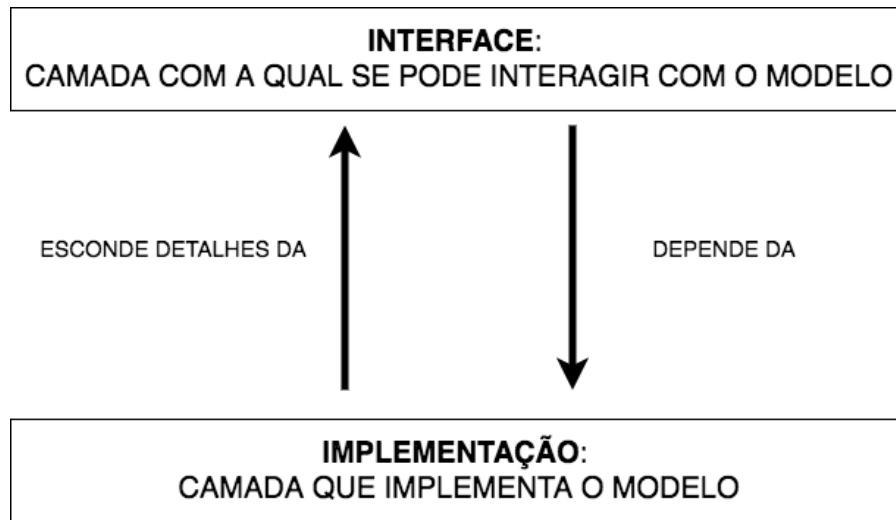 INTERFACE:
CAMADA COM A QUAL SE PODE INTERAGIR COM O MODELO
ESCONDE DETALHES DA
DEPENDE DA
IMPLEMENTAÇÃO:
CAMADA QUE IMPLEMENTA O MODELO